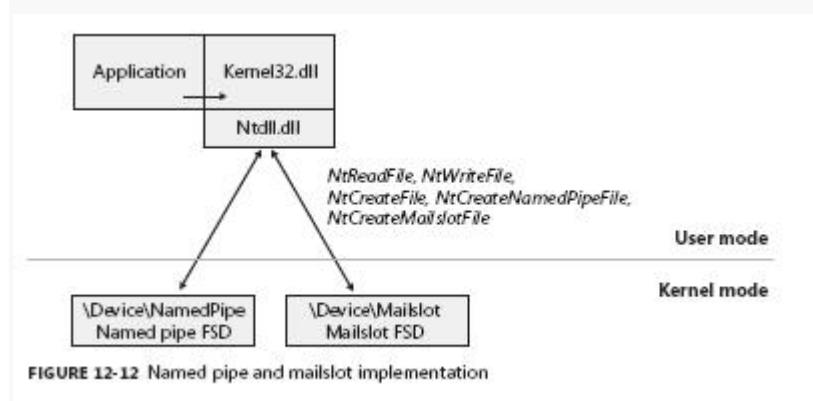 Application Kernel32.dll
Ntdll.dll
NtReadFile, NtWriteFile,
NtCreateFile, NtCreateNamedPipeFile,
NtCreateMailslotFile
User mode
Kernel mode
\Device\NamedPipe
Named pipe FSD
\Device\Mailslot
Mailslot FSD
FIGURE 12-12 Named pipe and mailslot implementation